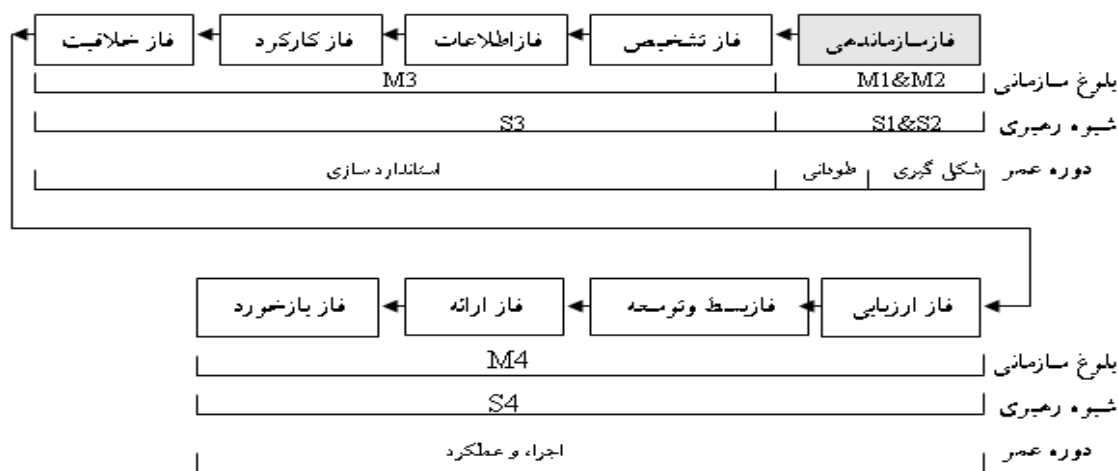 فازسازماندهی فاز تشخیص فازاطلاعات فاز کارکرد فاز خلاقیت
بلوغ سازمانی M1&M2 M3
شیوه رهبری S1&S2 S3
دوره عمر شکل گیری طوفانی استاندارد سازی
فاز ارزیابی فازبسط وتوسعه فاز ارائه فاز بازخورد
بلوغ سازمانی M4
شیوه رهبری S4
دوره عمر اجراء و عملکرد